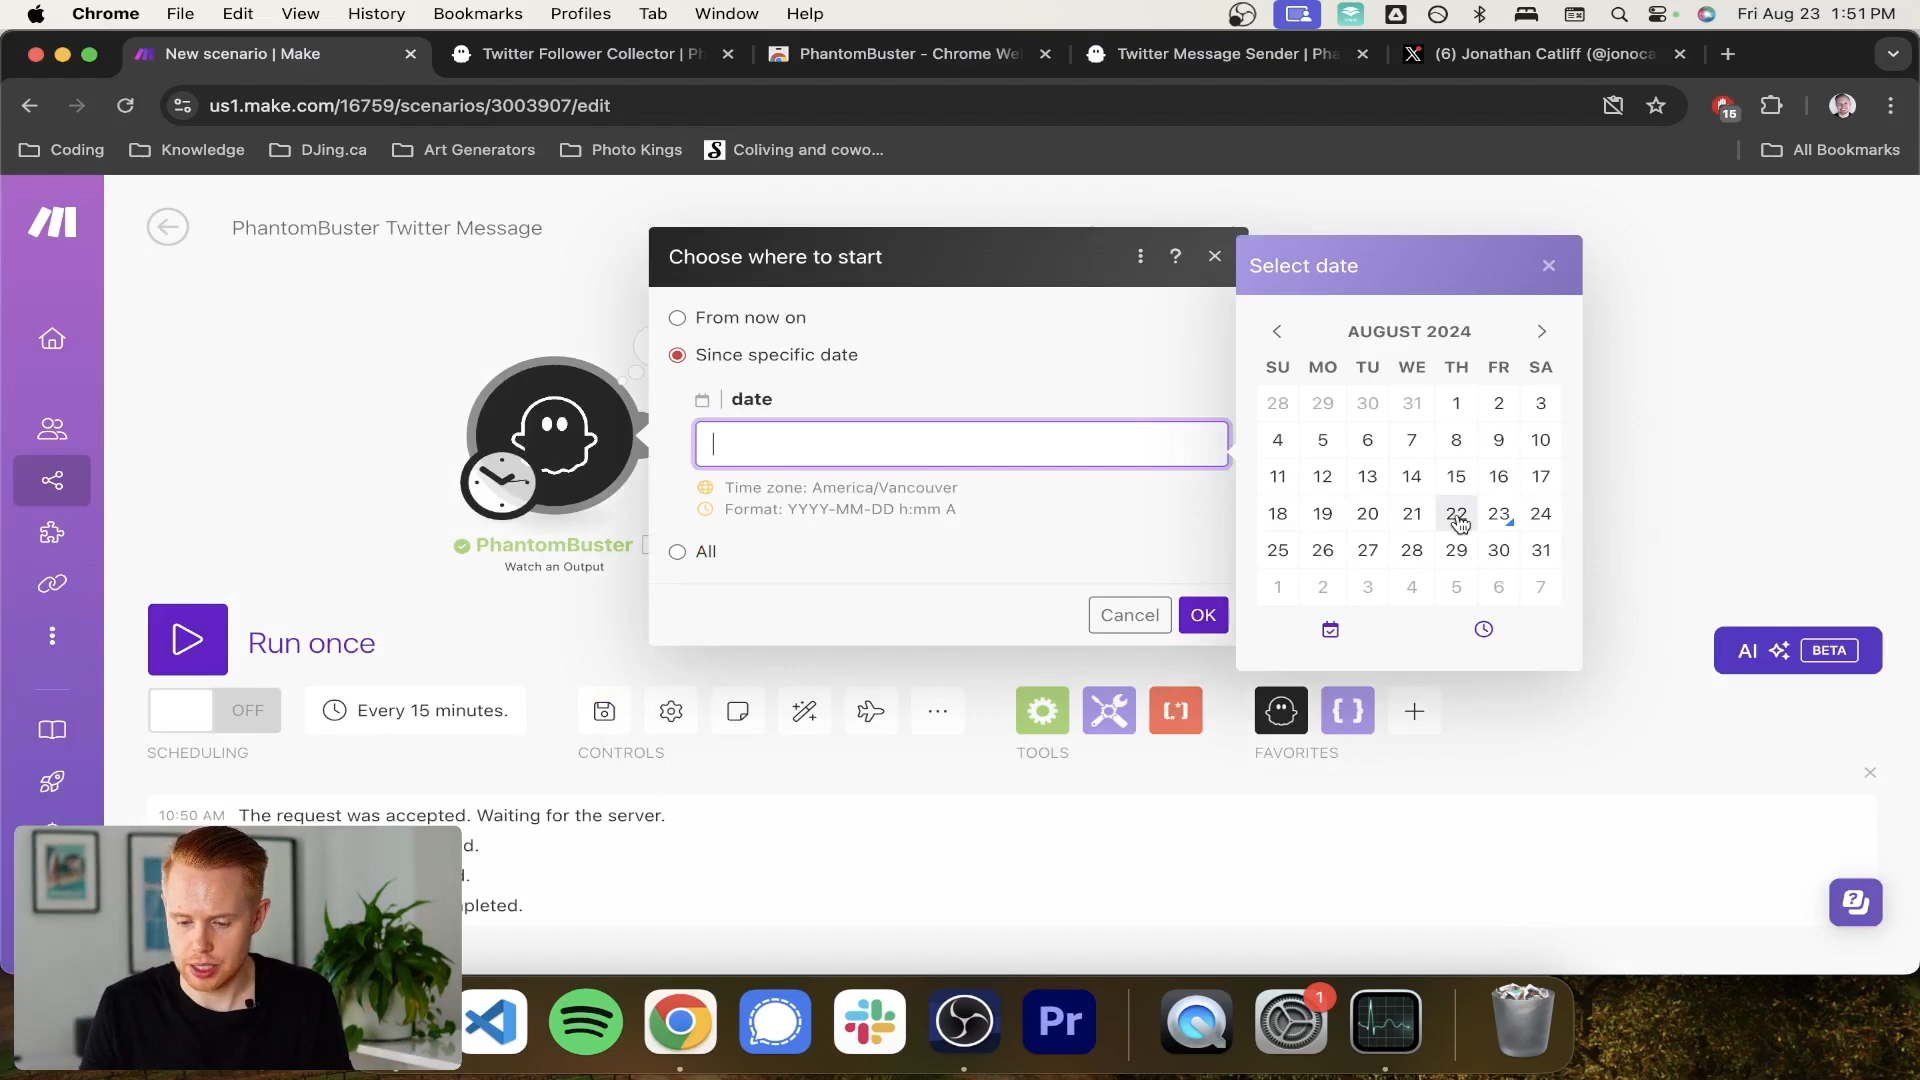 Chrome File Edit View History Bookmarks Profiles Tab Window Help Fri Aug 23 1:51 PM
New scenario | Make
Twitter Follower Collector | Ph
PhantomBuster - Chrome We
Twitter Message Sender | Pha
(6) Jonathan Catliff (@jonoca
us1.make.com/16759/scenarios/3003907/edit
15
Coding Knowledge DJing.ca Art Generators Photo Kings Coliving and cowo... All Bookmarks
PhantomBuster Twitter Message
Choose where to start
?
From now on
Since specific date
date
Time zone: America/Vancouver
Format: YYYY-MM-DD h:mm A
All
Cancel OK
Select date
AUGUST 2024
SU MO TU WE TH FR SA
28 29 30 31 1 2 3
4 5 6 7 8 9 10
11 12 13 14 15 16 17
18 19 20 21 22 23 24
25 26 27 28 29 30 31
1 2 3 4 5 6 7
PhantomBuster
Watch an Output
Run once
AI BETA
OFF
Every 15 minutes.
SCHEDULING
CONTROLS
TOOLS
FAVORITES
10:50 AM The request was accepted. Waiting for the server.
d.
pleted.
Pr
1